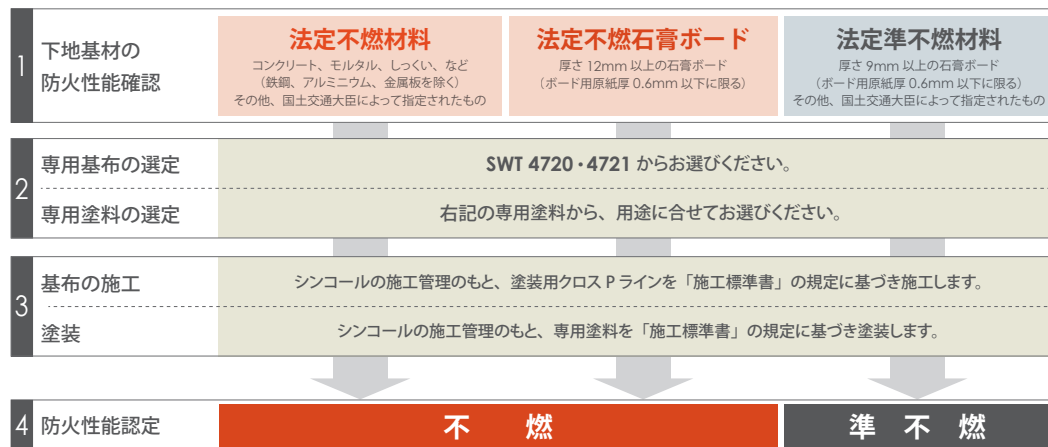 1
下地基材の
防火性能確認
法定不燃材料
コンクリート、モルタル、しっくい、など
（鉄鋼、アルミニウム、金属板を除く）
その他、国土交通大臣によって指定されたもの
法定不燃石膏ボード
厚さ 12mm 以上の石膏ボード
（ボード用原紙厚 0.6mm 以下に限る）
法定準不燃材料
厚さ 9mm 以上の石膏ボード
（ボード用原紙厚 0.6mm 以下に限る）
その他、国土交通大臣によって指定されたもの
2
専用基布の選定
SWT 4720・4721 からお選びください。
専用塗料の選定
右記の専用塗料から、用途に合せてお選びください。
3
基布の施工
シンコールの施工管理のもと、塗装用クロス P ラインを「施工標準書」の規定に基づき施工します。
塗装
シンコールの施工管理のもと、専用塗料を「施工標準書」の規定に基づき塗装します。
4
防火性能認定
不 燃
準 不 燃